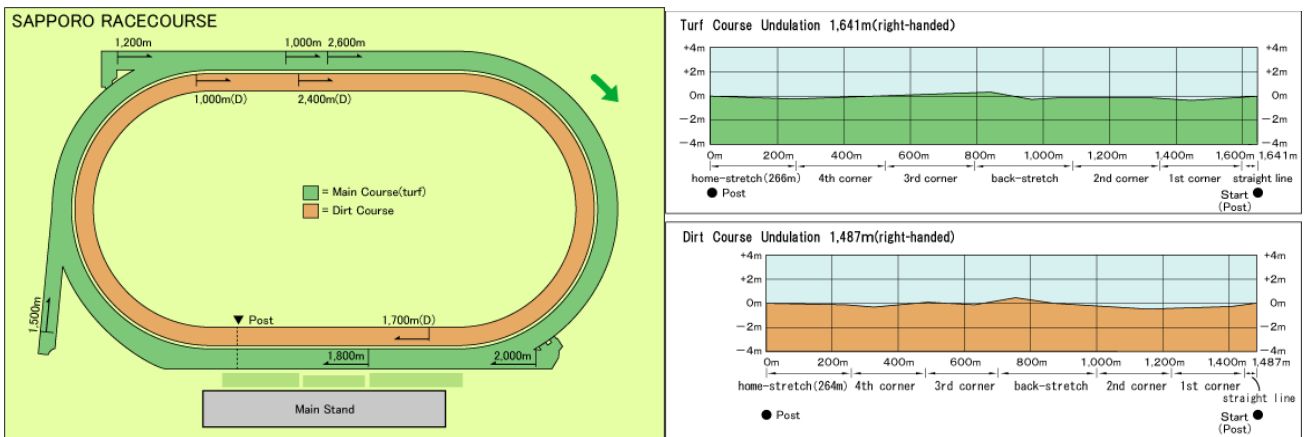 SAPPORO RACECOURSE
1,200m
1,000m 2,600m
1,000m(D)
2,400m(D)
= Main Course(turf)
= Dirt Course
1,500m
▼ Post
1,700m(D)
1,800m
2,000m
Main Stand
Turf Course Undulation 1,641m(right-handed)
+4m +4m
+2m +2m
0m 0m
−2m −2m
−4m −4m
0m 200m 400m 600m 800m 1,000m 1,200m 1,400m 1,600m 1,641m
home-stretch(266m) 4th corner 3rd corner back-stretch 2nd corner 1st corner straight line
● Post Start ●
(Post)
Dirt Course Undulation 1,487m(right-handed)
+4m +4m
+2m +2m
0m 0m
−2m −2m
−4m −4m
0m 200m 400m 600m 800m 1,000m 1,200m 1,400m 1,487m
home-stretch(264m) 4th corner 3rd corner back-stretch 2nd corner 1st corner
straight line
● Post Start ●
(Post)